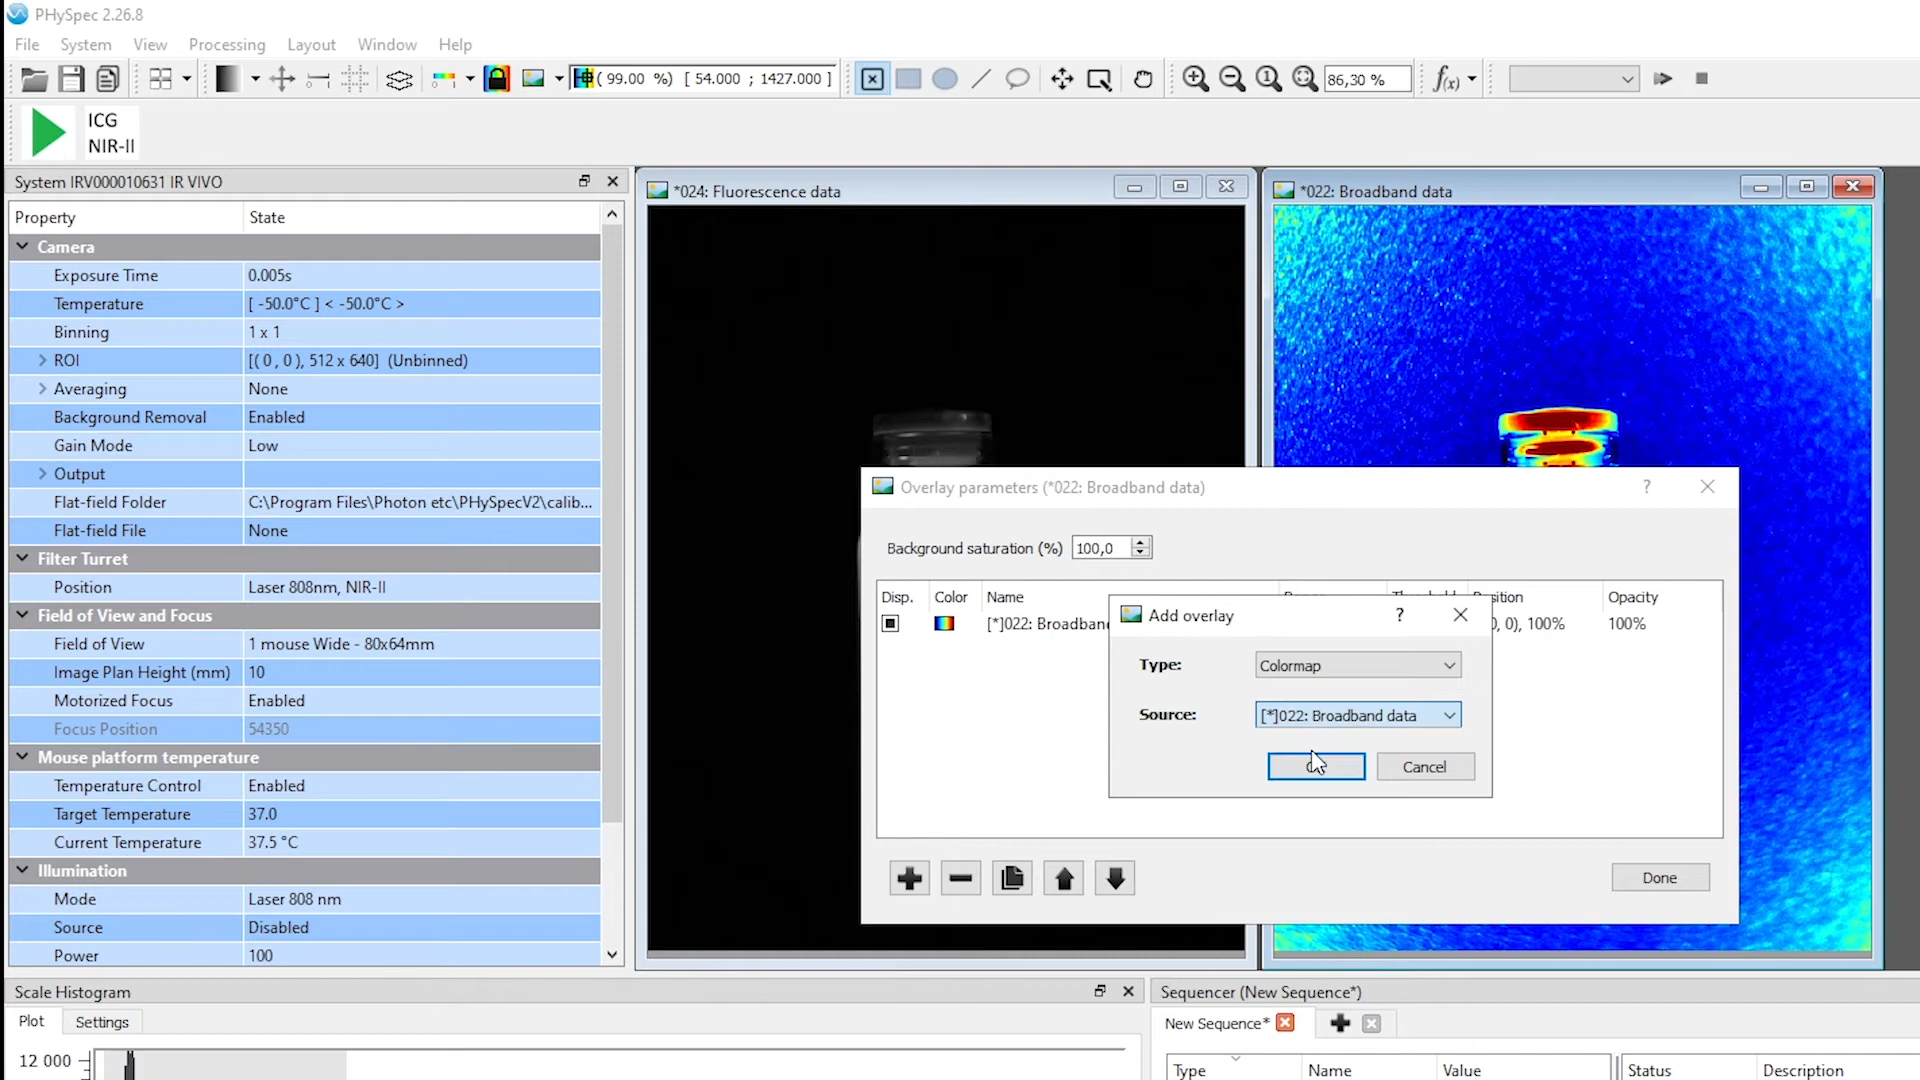 PHySpec 2.26.8
File System View Processing Layout Window Help
( 99.00 %) [ 54.000 ; 1427.000 ]
86,30 %
f(x)
ICG
NIR-II
System IRV000010631 IR VIVO
Property State
Camera
Exposure Time 0.005s
Temperature [ -50.0°C ] < -50.0°C >
Binning 1 x 1
ROI [( 0 , 0 ), 512 x 640] (Unbinned)
Averaging None
Background Removal Enabled
Gain Mode Low
Output
Flat-field Folder C:\Program Files\Photon etc\PHySpecV2\calib...
Flat-field File None
Filter Turret
Position Laser 808nm, NIR-II
Field of View and Focus
Field of View 1 mouse Wide - 80x64mm
Image Plan Height (mm) 10
Motorized Focus Enabled
Focus Position 54350
Mouse platform temperature
Temperature Control Enabled
Target Temperature 37.0
Current Temperature 37.5 °C
Illumination
Mode Laser 808 nm
Source Disabled
Power 100
*024: Fluorescence data
*022: Broadband data
Overlay parameters (*022: Broadband data)
Background saturation (%) 100,0
Disp. Color Name Opacity
[*]022: Broadban 0, 0), 100% 100%
Add overlay
Type: Colormap
Source: [*]022: Broadband data
Cancel
Done
Scale Histogram
Plot Settings
12 000
Sequencer (New Sequence*)
New Sequence*
Type Name Value Status Description